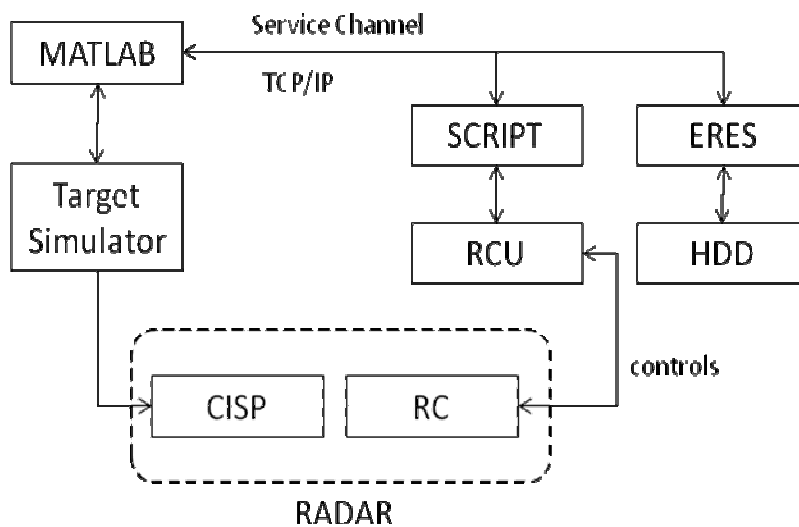 Service Channel
MATLAB
TCP/IP
SCRIPT
ERES
Target
Simulator
RCU
HDD
controls
CISP
RC
RADAR